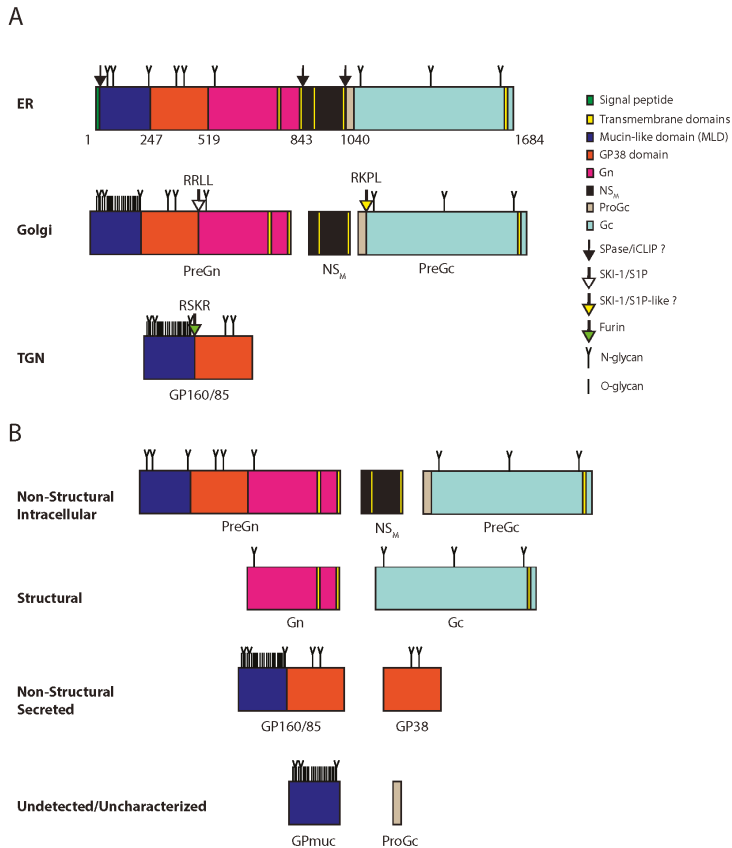 A
ER
1 247 519 843 1040 1684
Signal peptide
Transmembrane domains
Mucin-like domain (MLD)
GP38 domain
Gn
NSM
ProGc
Gc
SPase/iCLIP ?
SKI-1/S1P
SKI-1/S1P-like ?
Furin
N-glycan
O-glycan
RRLL RKPL
Golgi
PreGn NSM PreGc
RSKR
TGN
GP160/85
B
Non-Structural
Intracellular
PreGn NSM PreGc
Structural
Gn Gc
Non-Structural
Secreted
GP160/85 GP38
Undetected/Uncharacterized
GPmuc ProGc